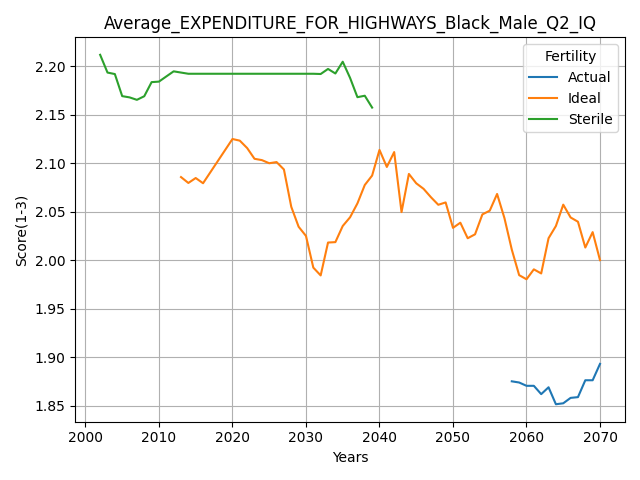 Average_EXPENDITURE_FOR_HIGHWAYS_Black_Male_Q2_IQ
Fertility
Actual
Ideal
Sterile
Score(1-3)
2.20
2.15
2.10
2.05
2.00
1.95
1.90
1.85
2000 2010 2020 2030 2040 2050 2060 2070
Years